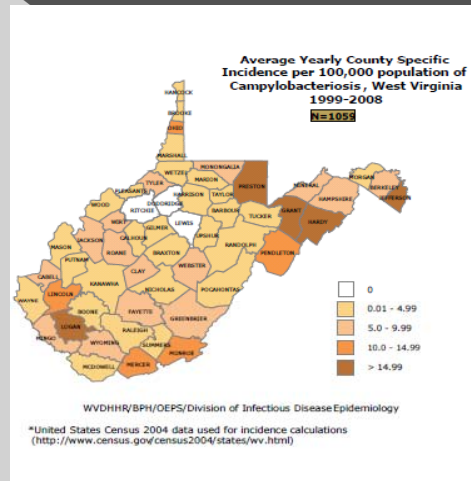 Average Yearly County Specific
Incidence per 100,000 population of
Campylobacteriosis, West Virginia
1999-2008
N=1059
HANCOCK
BROOKE
OHIO
MARSHALL
WETZEL
MONONGALIA
MARION
PRESTON
MINERAL
MORGAN
BERKELEY
JEFFERSON
HAMPSHIRE
TYLER
PLEASANTS
DODDRIDGE
HARRISON
TAYLOR
WOOD
RITCHIE
BARBOUR
TUCKER
GRANT
HARDY
WIRT
LEWIS
GILMER
UPSHUR
RANDOLPH
PENDLETON
MASON
JACKSON
ROANE
CALHOUN
BRAXTON
PUTNAM
CLAY
WEBSTER
CABELL
KANAWHA
NICHOLAS
POCAHONTAS
WAYNE
LINCOLN
BOONE
FAYETTE
GREENBRIER
LOGAN
MINGO
WYOMING
RALEIGH
SUMMERS
MONROE
MCDOWELL
MERCER
0
0.01 - 4.99
5.0 - 9.99
10.0 - 14.99
> 14.99
WVDHHR/BPH/OEPS/Division of Infectious Disease Epidemiology
*United States Census 2004 data used for incidence calculations
(http://www.census.gov/census2004/states/wv.html)